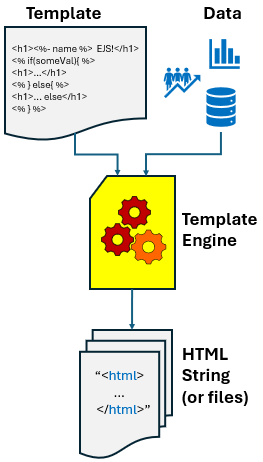 Template
Data
<h1><%- name %> EJS!</h1>
<% if(someVal){ %>
<h1>...</h1>
<% } else{ %>
<h1>... else</h1>
<% } %>
Template
Engine
HTML
String
(or files)
“<html>
...
</html>”